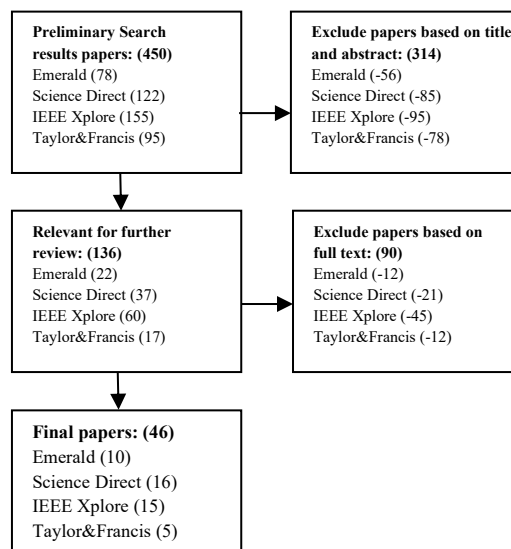 Preliminary Search
results papers: (450)
Emerald (78)
Science Direct (122)
IEEE Xplore (155)
Taylor&Francis (95)
Exclude papers based on title
and abstract: (314)
Emerald (-56)
Science Direct (-85)
IEEE Xplore (-95)
Taylor&Francis (-78)
Relevant for further
review: (136)
Emerald (22)
Science Direct (37)
IEEE Xplore (60)
Taylor&Francis (17)
Exclude papers based on
full text: (90)
Emerald (-12)
Science Direct (-21)
IEEE Xplore (-45)
Taylor&Francis (-12)
Final papers: (46)
Emerald (10)
Science Direct (16)
IEEE Xplore (15)
Taylor&Francis (5)